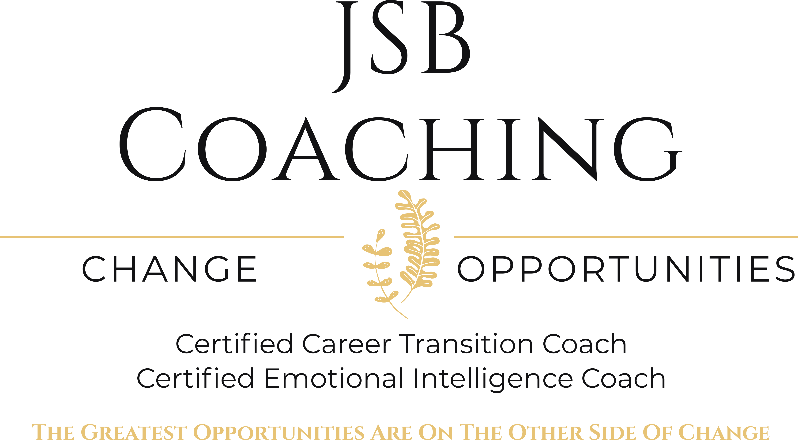 JSB
COACHING
CHANGE OPPORTUNITIES
Certified Career Transition Coach
Certified Emotional Intelligence Coach
THE GREATEST OPPORTUNITIES ARE ON THE OTHER SIDE OF CHANGE